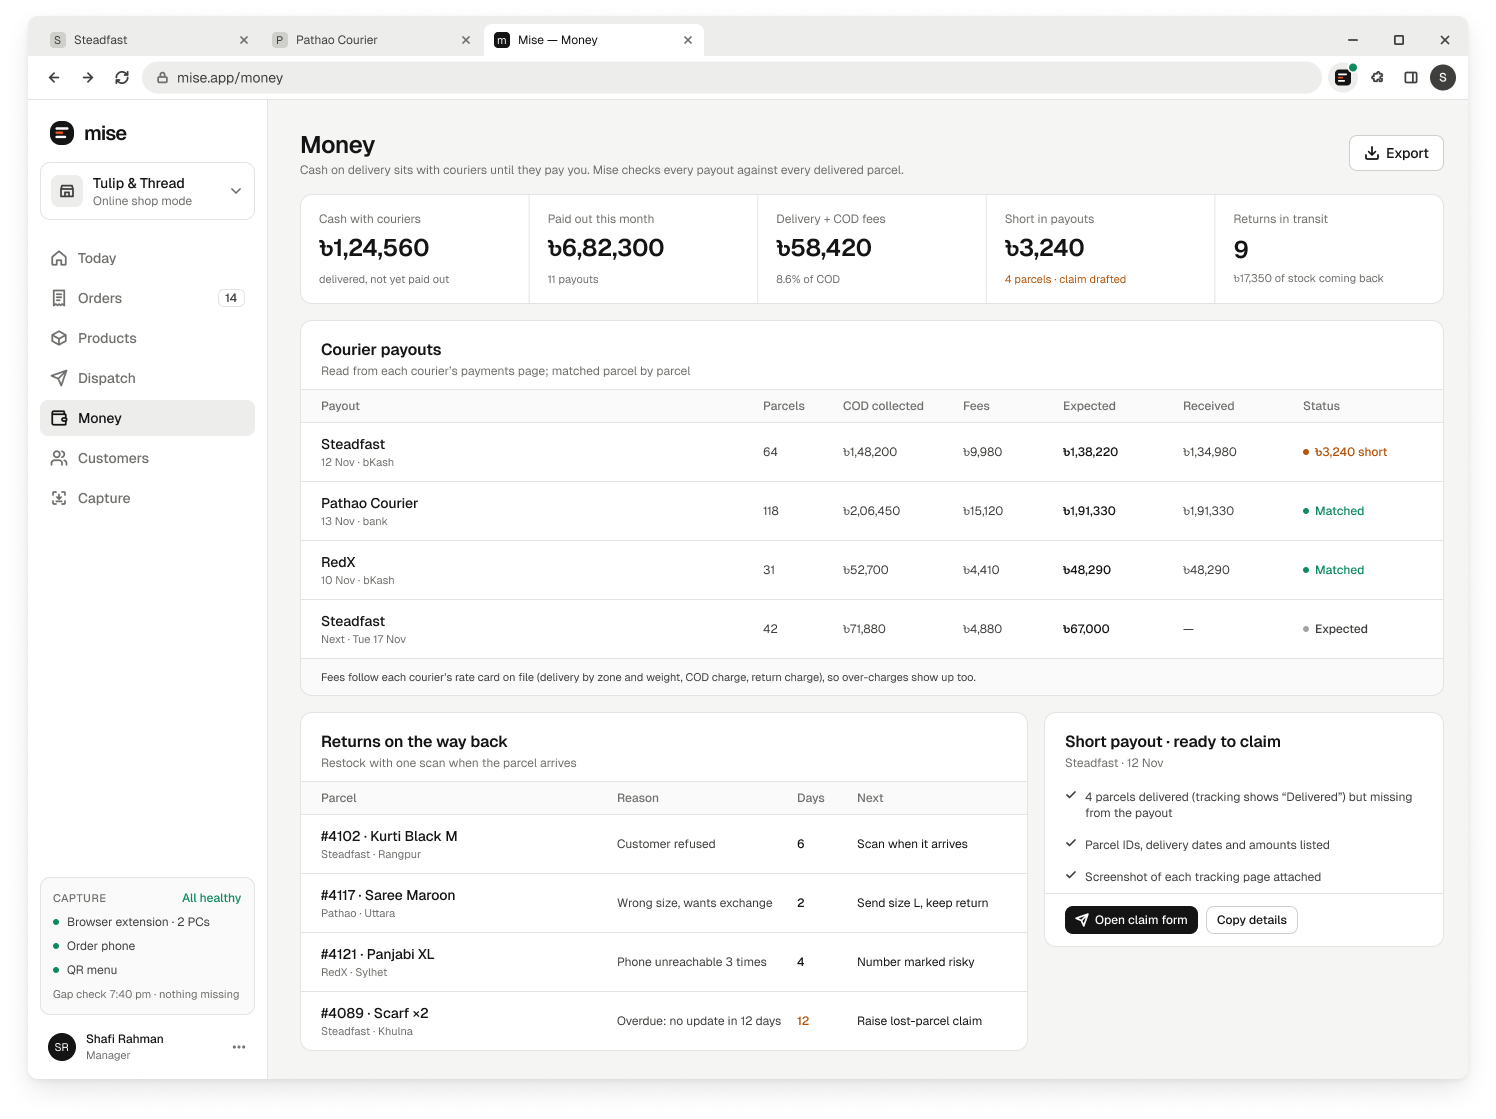 S Steadfast
P Pathao Courier
m Mise — Money
mise.app/money
S
mise
Tulip & Thread
Online shop mode
Today
Orders 14
Products
Dispatch
Money
Customers
Capture
CAPTURE All healthy
Browser extension · 2 PCs
Order phone
QR menu
Gap check 7:40 pm · nothing missing
SR Shafi Rahman
Manager
Money
Cash on delivery sits with couriers until they pay you. Mise checks every payout against every delivered parcel.
Export
Cash with couriers
৳1,24,560
delivered, not yet paid out
Paid out this month
৳6,82,300
11 payouts
Delivery + COD fees
৳58,420
8.6% of COD
Short in payouts
৳3,240
4 parcels · claim drafted
Returns in transit
9
৳17,350 of stock coming back
Courier payouts
Read from each courier’s payments page; matched parcel by parcel
Payout Parcels COD collected Fees Expected Received Status
Steadfast
12 Nov · bKash
64 ৳1,48,200 ৳9,980 ৳1,38,220 ৳1,34,980 ৳3,240 short
Pathao Courier
13 Nov · bank
118 ৳2,06,450 ৳15,120 ৳1,91,330 ৳1,91,330 Matched
RedX
10 Nov · bKash
31 ৳52,700 ৳4,410 ৳48,290 ৳48,290 Matched
Steadfast
Next · Tue 17 Nov
42 ৳71,880 ৳4,880 ৳67,000 — Expected
Fees follow each courier’s rate card on file (delivery by zone and weight, COD charge, return charge), so over-charges show up too.
Returns on the way back
Restock with one scan when the parcel arrives
Parcel Reason Days Next
#4102 · Kurti Black M
Steadfast · Rangpur
Customer refused 6 Scan when it arrives
#4117 · Saree Maroon
Pathao · Uttara
Wrong size, wants exchange 2 Send size L, keep return
#4121 · Panjabi XL
RedX · Sylhet
Phone unreachable 3 times 4 Number marked risky
#4089 · Scarf ×2
Steadfast · Khulna
Overdue: no update in 12 days 12 Raise lost-parcel claim
Short payout · ready to claim
Steadfast · 12 Nov
4 parcels delivered (tracking shows “Delivered”) but missing
from the payout
Parcel IDs, delivery dates and amounts listed
Screenshot of each tracking page attached
Open claim form Copy details